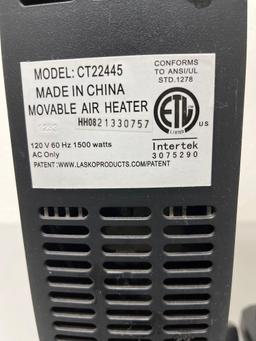 MODEL: CT22445
MADE IN CHINA
MOVABLE AIR HEATER
HH0821330757
120 V 60 Hz 1500 watts
AC Only
PATENT: WWW.LASKOPRODUCTS.COM/PATENT
CONFORMS
TO ANSI/UL
STD.1278
ETL
LISTED
US
Intertek
3075290